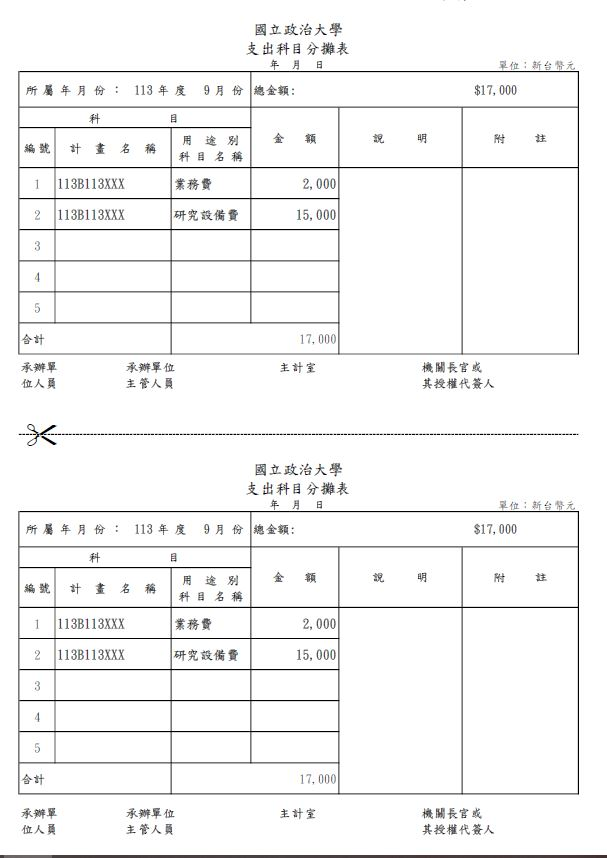 國立政治大學
支出科目分攤表
年 月 日
單位：新台幣元
所屬年月份： 113 年 度 9 月 份 總金額: $17,000
科 目
編號 計 畫 名 稱 用 途 別 科目名稱 金 額 說 明 附 註
1 113B113XXX 業務費 2,000
2 113B113XXX 研究設備費 15,000
3
4
5
合計 17,000
承辦單 承辦單位 主計室 機關長官或
位人員 主管人員 其授權代簽人
國立政治大學
支出科目分攤表
年 月 日
單位：新台幣元
所屬年月份： 113 年 度 9 月 份 總金額: $17,000
科 目
編號 計 畫 名 稱 用 途 別 科目名稱 金 額 說 明 附 註
1 113B113XXX 業務費 2,000
2 113B113XXX 研究設備費 15,000
3
4
5
合計 17,000
承辦單 承辦單位 主計室 機關長官或
位人員 主管人員 其授權代簽人